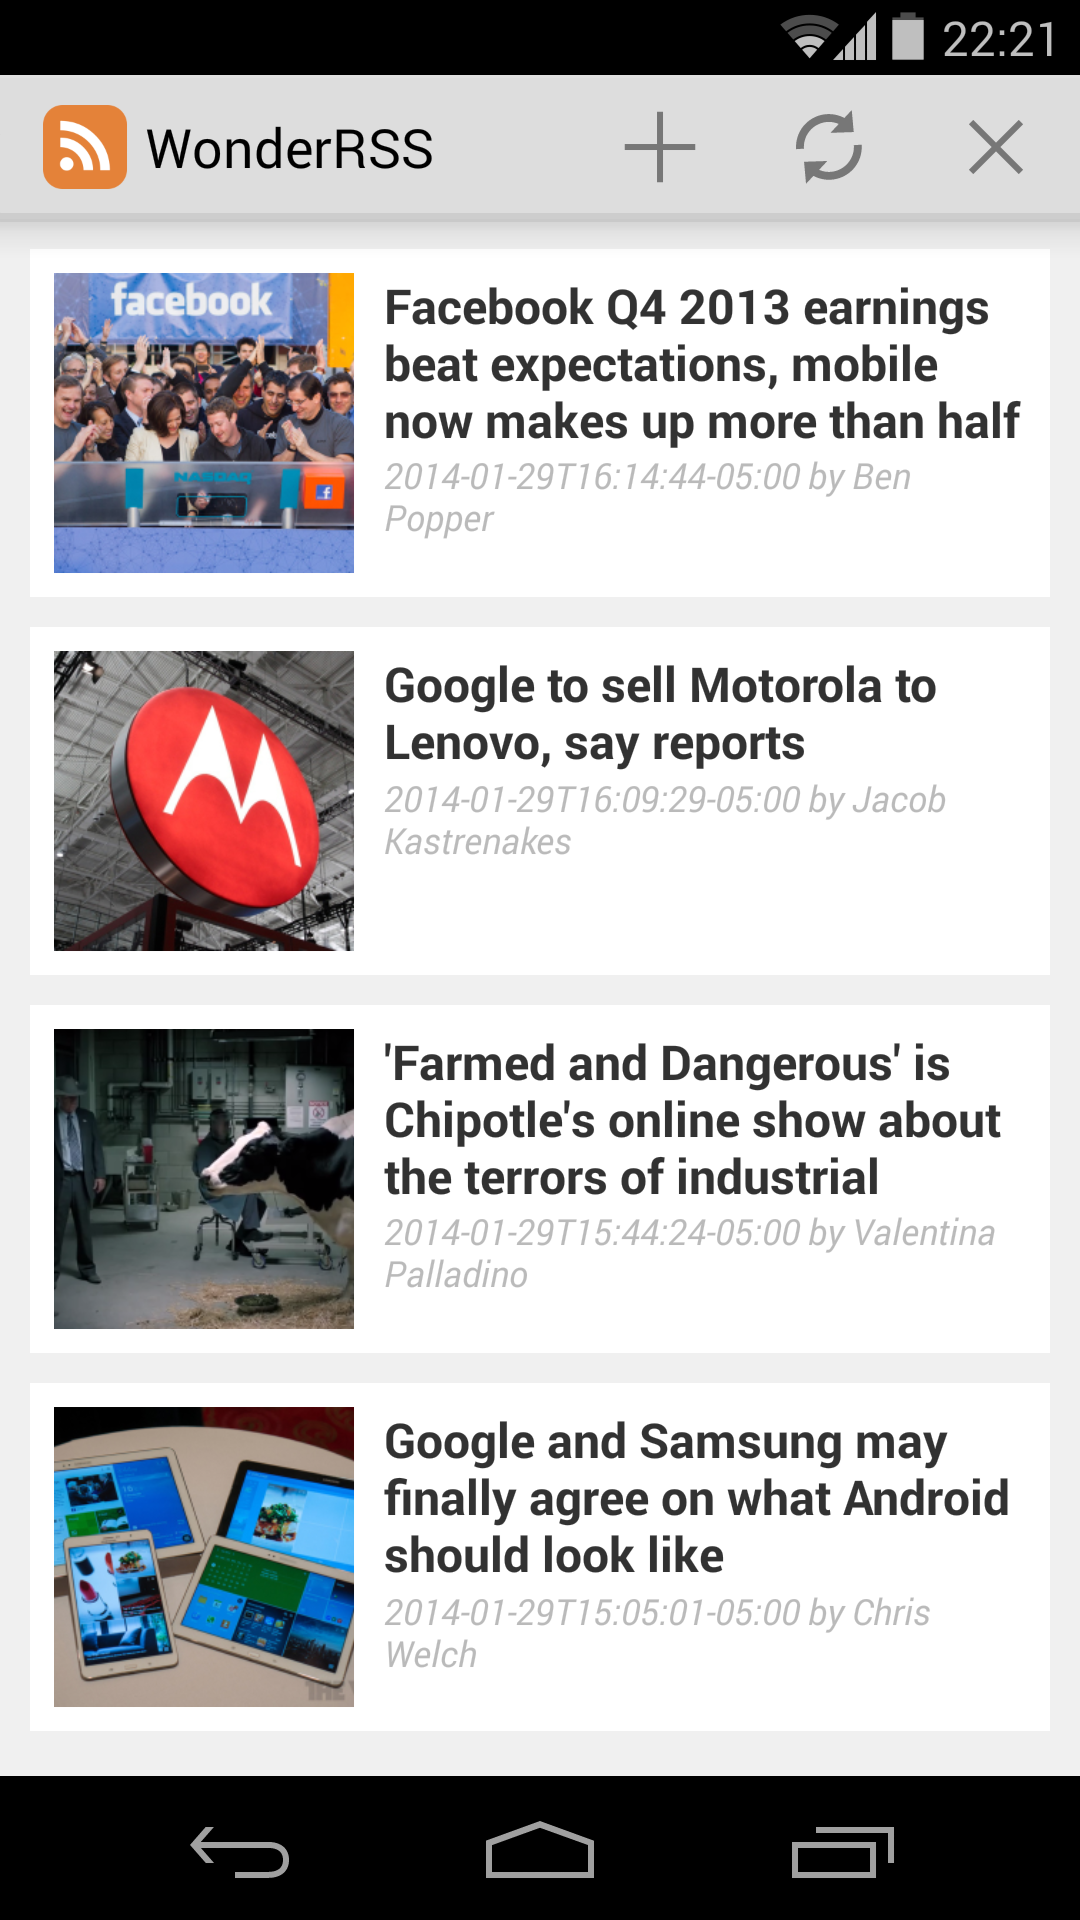 22:21
WonderRSS
facebook
NASDAQ
Facebook Q4 2013 earnings
beat expectations, mobile
now makes up more than half
2014-01-29T16:14:44-05:00 by Ben
Popper
Google to sell Motorola to
Lenovo, say reports
2014-01-29T16:09:29-05:00 by Jacob
Kastrenakes
'Farmed and Dangerous' is
Chipotle's online show about
the terrors of industrial
2014-01-29T15:44:24-05:00 by Valentina
Palladino
Google and Samsung may
finally agree on what Android
should look like
2014-01-29T15:05:01-05:00 by Chris
Welch